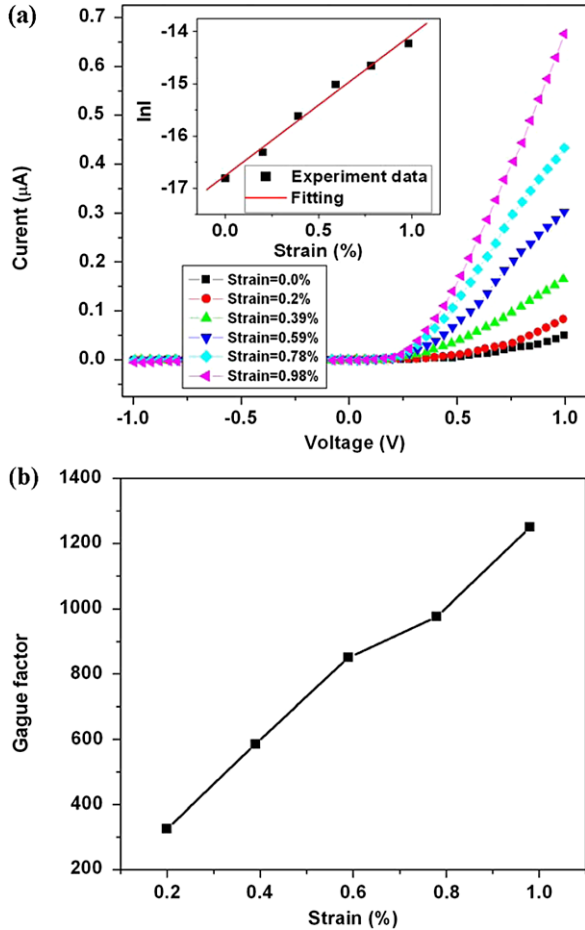 (a)
0.7
0.6
0.5
0.4
0.3
0.2
0.1
0.0
Curent (μA)
-14
-15
-16
-17
lnI
Experiment data
Fitting
0.0 0.5 1.0
Strain (%)
Strain=0.0%
Strain=0.2%
Strain=0.39%
Strain=0.59%
Strain=0.78%
Strain=0.98%
-1.0 -0.5 0.0 0.5 1.0
Voltage (V)
(b)
1400
1200
1000
800
600
400
200
Gague factor
0.2 0.4 0.6 0.8 1.0
Strain (%)